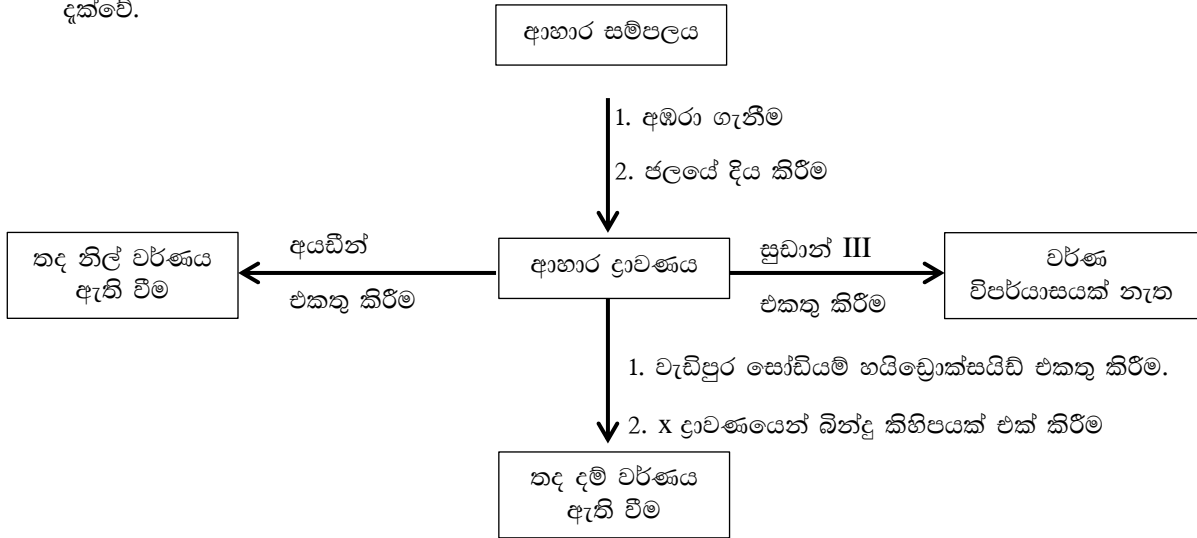 දැක්වේ.
ආහාර සම්පලය
1. අඹරා ගැනීම
2. ජලයේ දිය කිරීම
තද නිල් වර්ණය
ඇති වීම
අයඩීන්
එකතු කිරීම
ආහාර ද්‍රාවණය
සුඩාන් III
එකතු කිරීම
වර්ණ
විපර්යාසයක් නැත
1. වැඩිපුර සෝඩියම් හයිඩ්‍රොක්සයිඩ් එකතු කිරීම.
2. x ද්‍රාවණයෙන් බින්දු කිහිපයක් එක් කිරීම
තද දම් වර්ණය
ඇති වීම